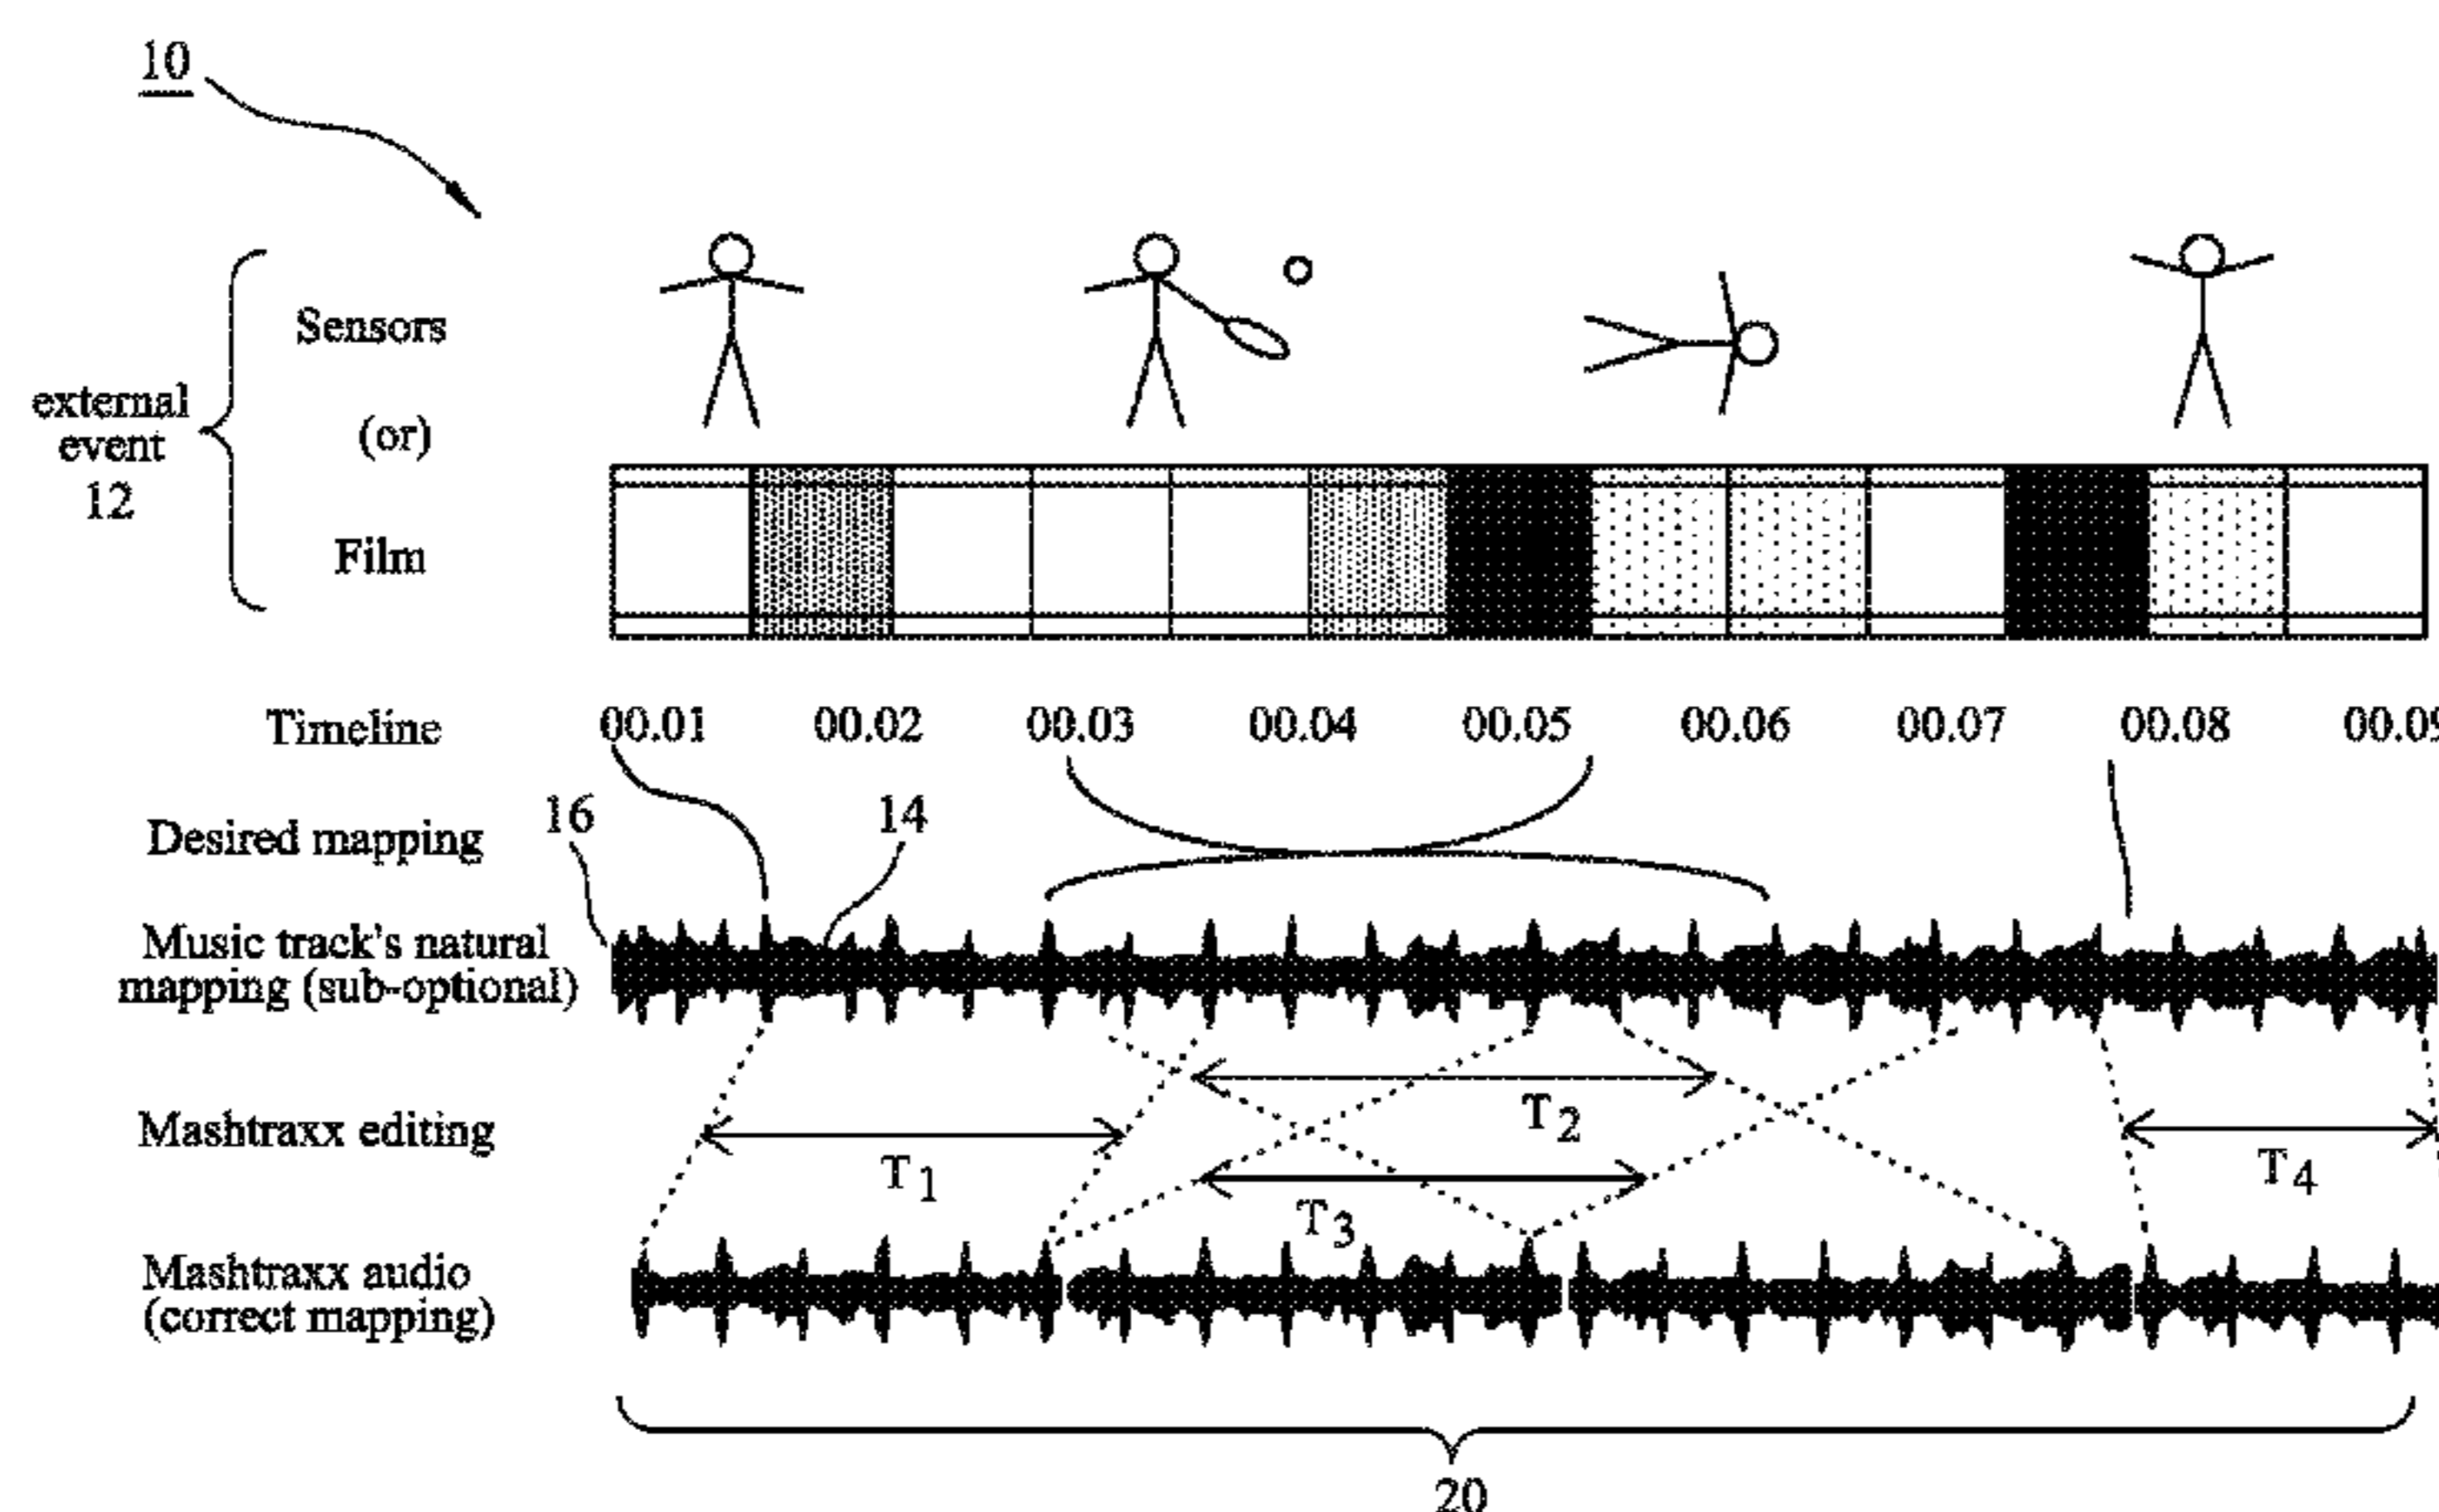 10
Sensors
external
event
12
(or)
Film
Timeline 00.01 00.02 00.03 00.04 00.05 00.06 00.07 00.08 00.09
Desired mapping
16
14
Music track's natural
mapping (sub-optional)
Mashtraxx editing
T1
T2
T3
T4
Mashtraxx audio
(correct mapping)
20